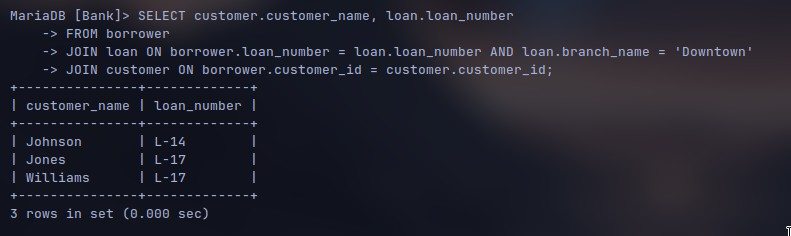 MariaDB [Bank]> SELECT customer.customer_name, loan.loan_number
    -> FROM borrower
    -> JOIN loan ON borrower.loan_number = loan.loan_number AND loan.branch_name = 'Downtown'
    -> JOIN customer ON borrower.customer_id = customer.customer_id;
+---------------+-------------+
| customer_name | loan_number |
+---------------+-------------+
| Johnson       | L-14        |
| Jones         | L-17        |
| Williams      | L-17        |
+---------------+-------------+
3 rows in set (0.000 sec)